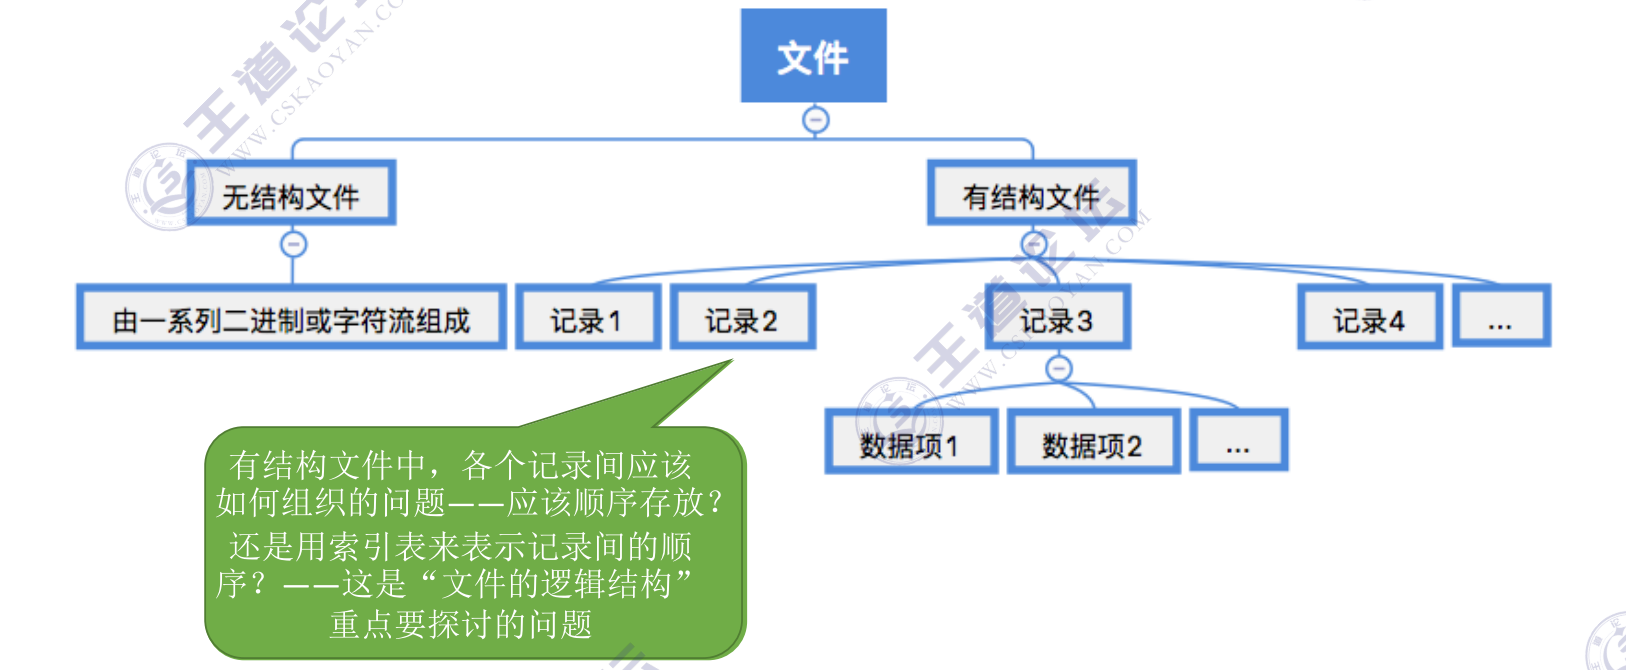 文件
无结构文件
有结构文件
由一系列二进制或字符流组成
记录1
记录2
记录3
记录4
...
数据项1
数据项2
...
有结构文件中，各个记录间应该
如何组织的问题——应该顺序存放？
还是用索引表来表示记录间的顺
序？——这是“文件的逻辑结构”
重点要探讨的问题
王道论坛
WWW.CSKAOYAN.COM
王道论坛
WWW.CSKAOYAN.COM